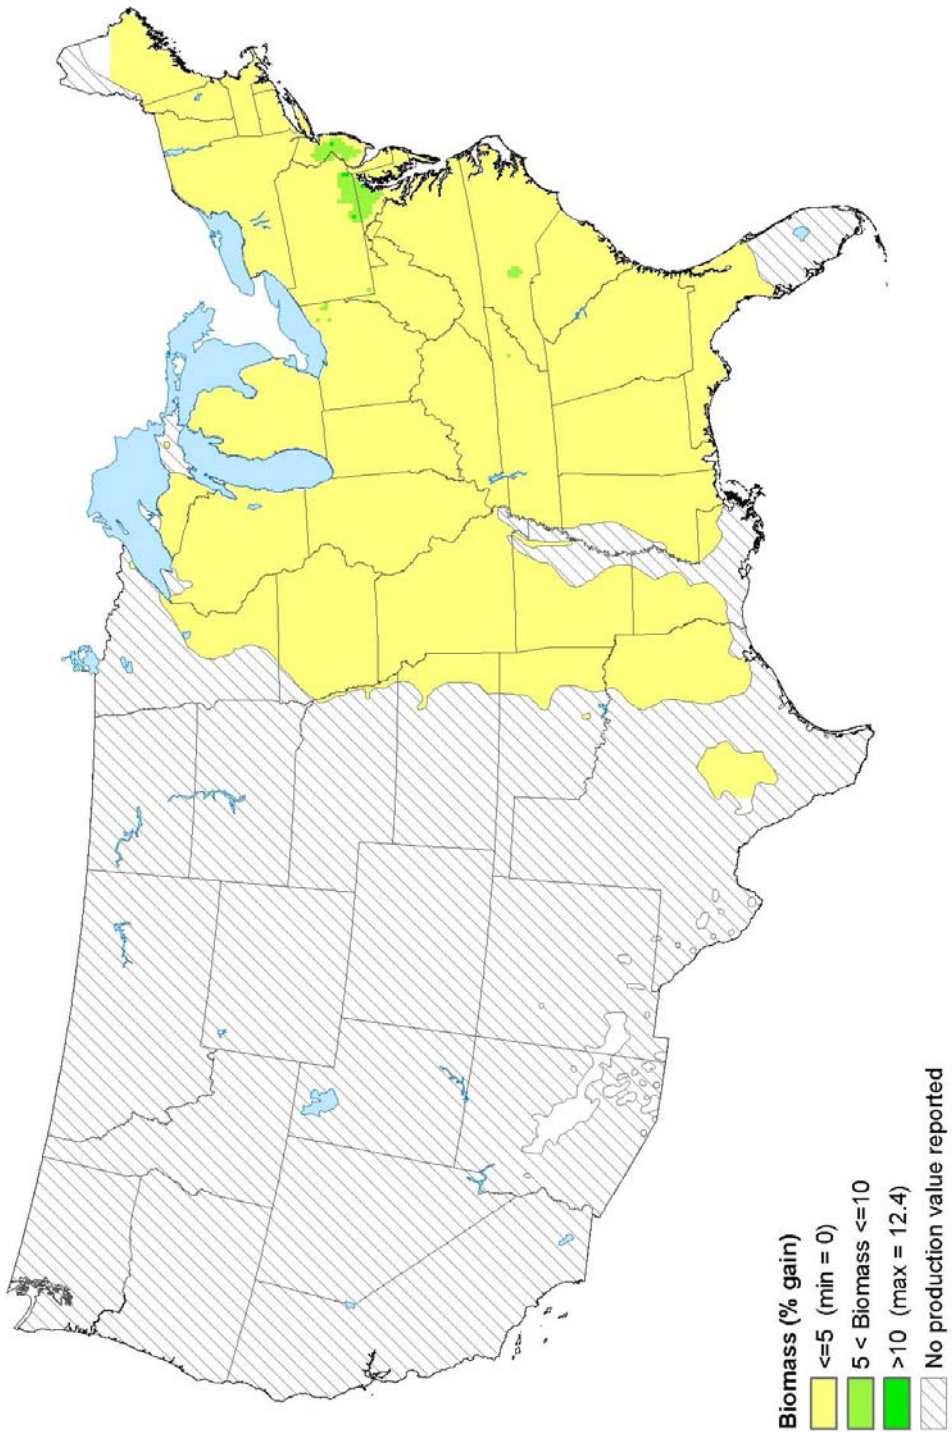 Biomass (% gain)
<=5 (min = 0)
5 < Biomass <=10
>10 (max = 12.4)
No production value reported